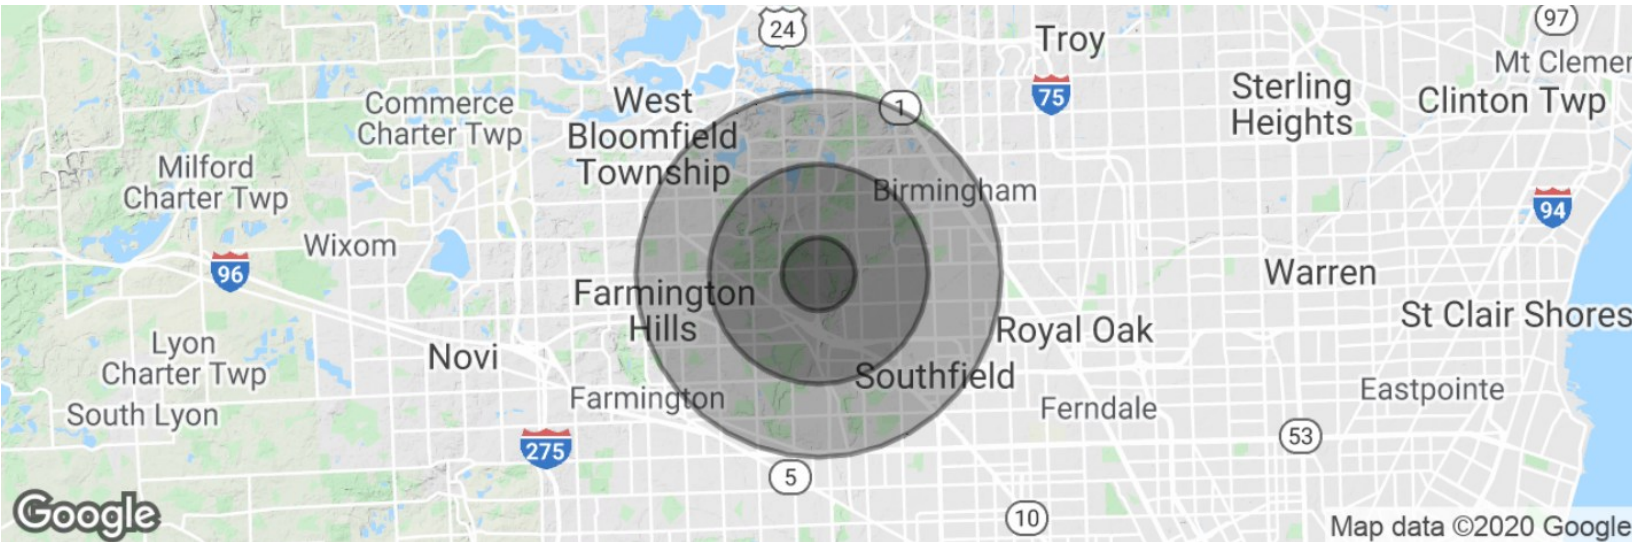 97
24
Troy
Mt Clemer
75
Sterling
Heights
West
Bloomfield
Township
Commerce
Charter Twp
Clinton Twp
1
Milford
Charter Twp
Birmingham
94
Wixom
96
Warren
Farmington
Hills
St Clair Shores
Royal Oak
Lyon
Charter Twp
Novi
Southfield
Farmington
Eastpointe
South Lyon
Ferndale
53
275
5
10
Google
Map data ©2020 Google